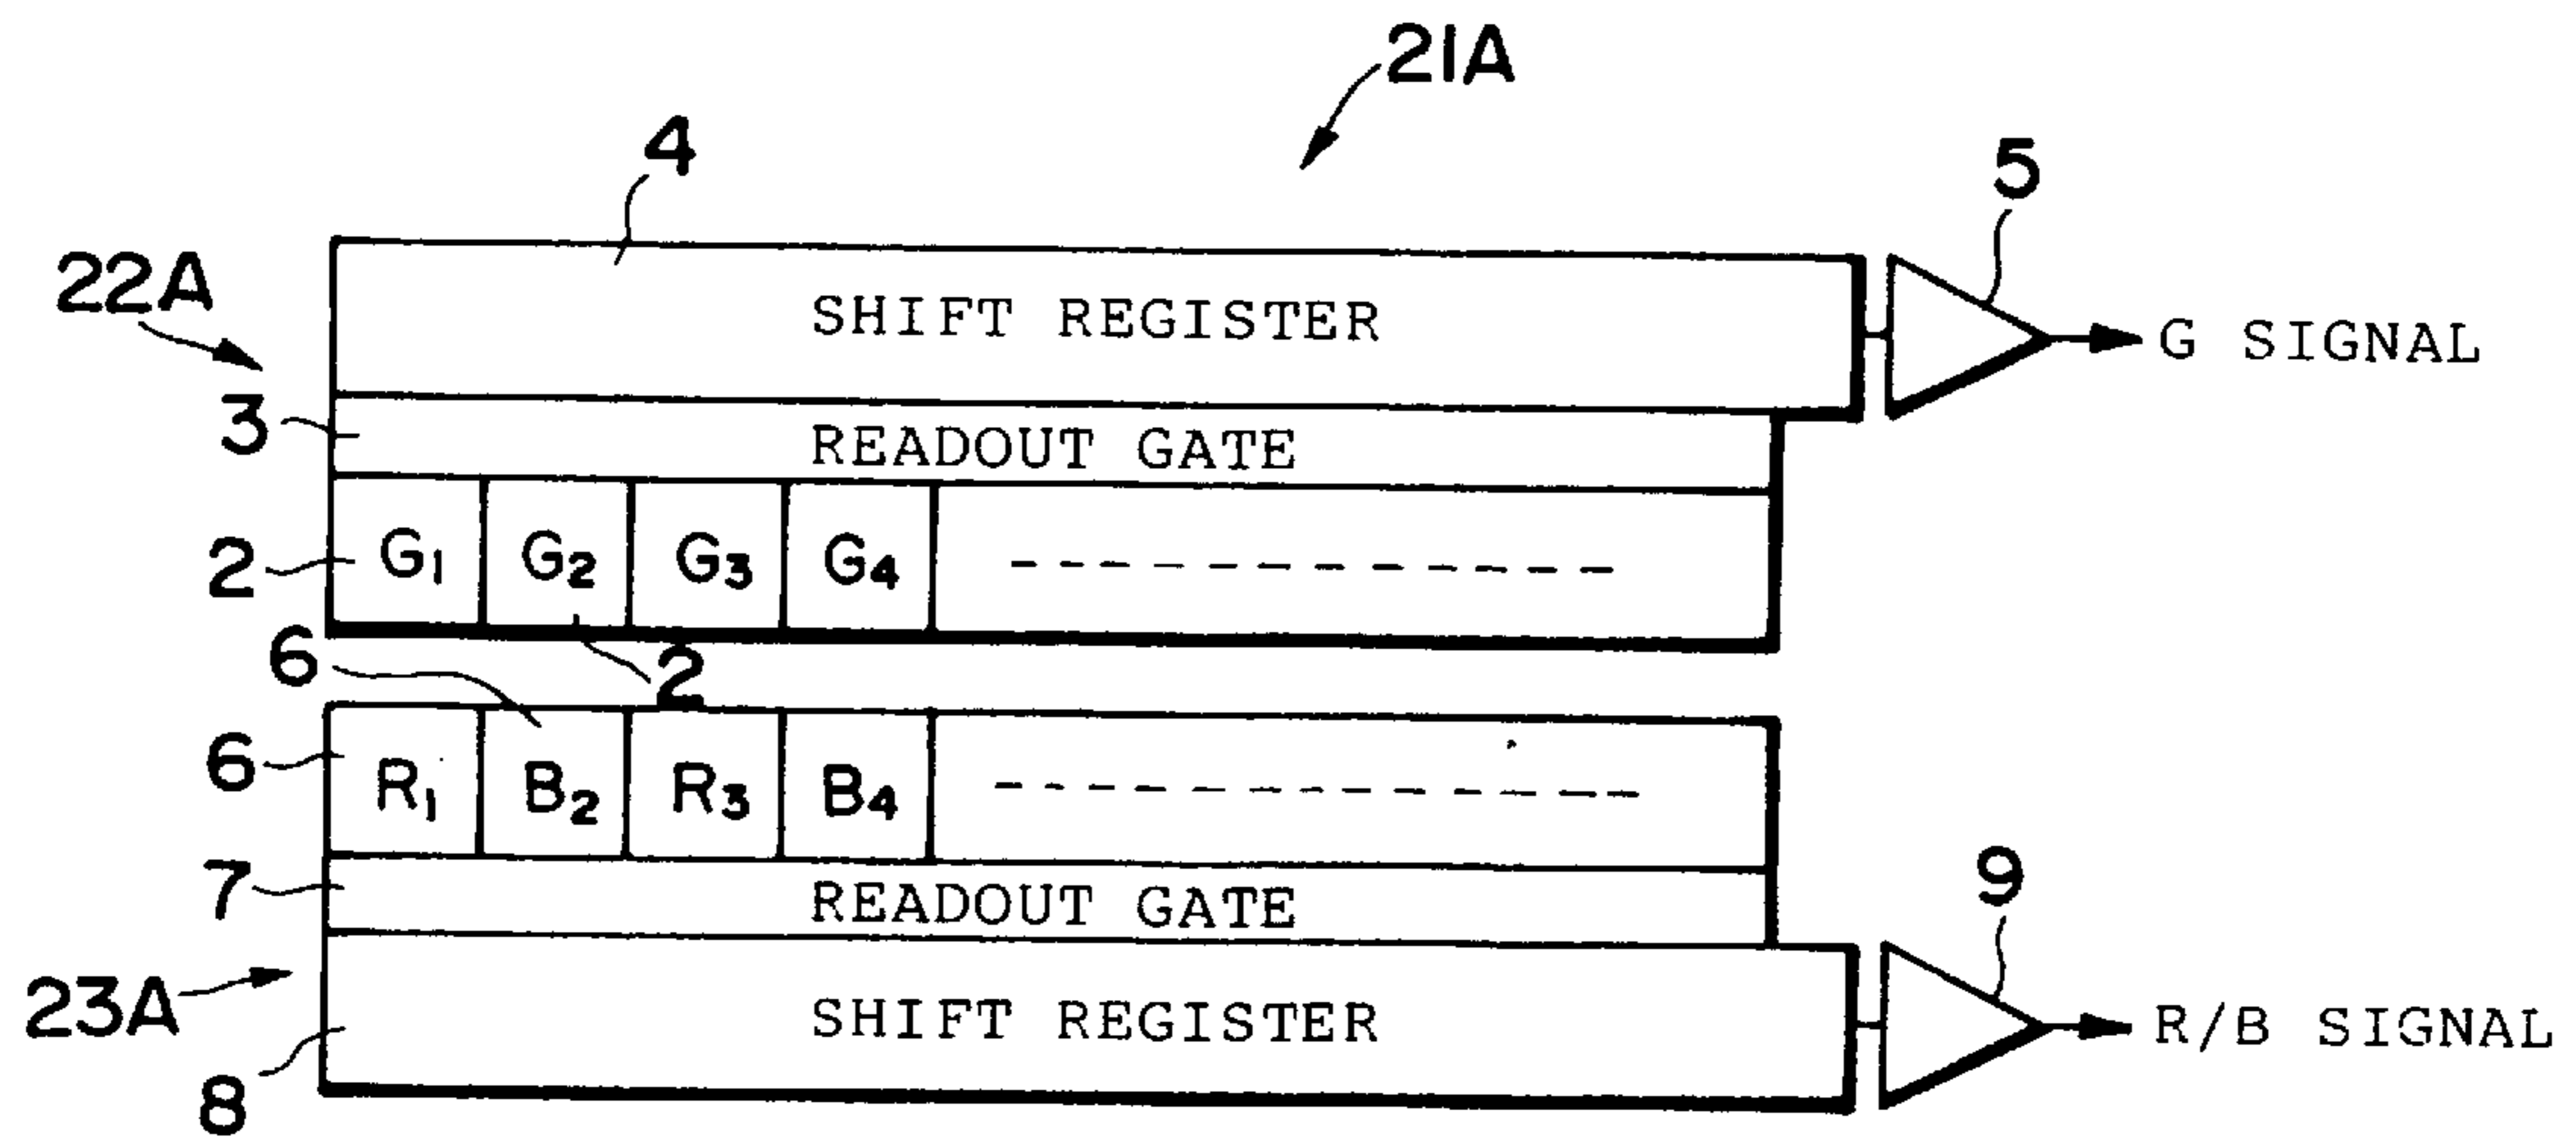 21A
4
5
22A
SHIFT REGISTER
G SIGNAL
3
READOUT GATE
2
G1 G2 G3 G4
6
2
6
R1 B2 R3 B4
7
READOUT GATE
9
23A
SHIFT REGISTER
R/B SIGNAL
8